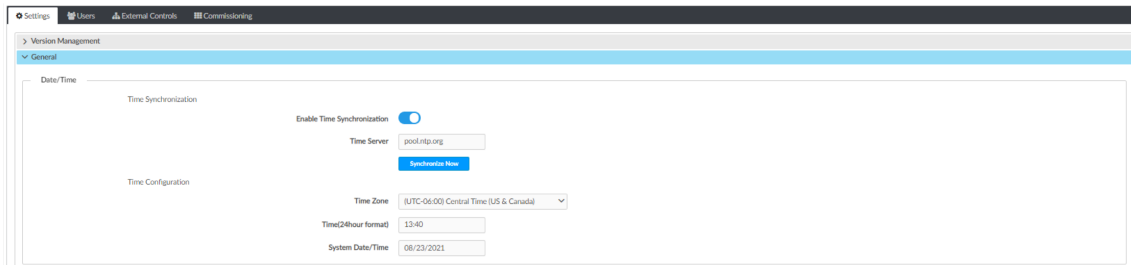 Settings Users External Controls Commissioning
Version Management
General
Date/Time
Time Synchronization
Enable Time Synchronization
Time Server pool.ntp.org
Synchronize Now
Time Configuration
Time Zone (UTC-06:00) Central Time (US & Canada)
Time(24hour format) 13:40
System Date/Time 08/23/2021